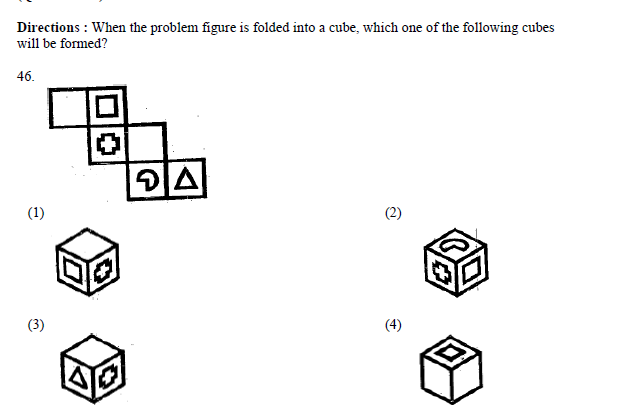 Directions : When the problem figure is folded into a cube, which one of the following cubes
will be formed?
46.
(1)
(2)
(3)
(4)